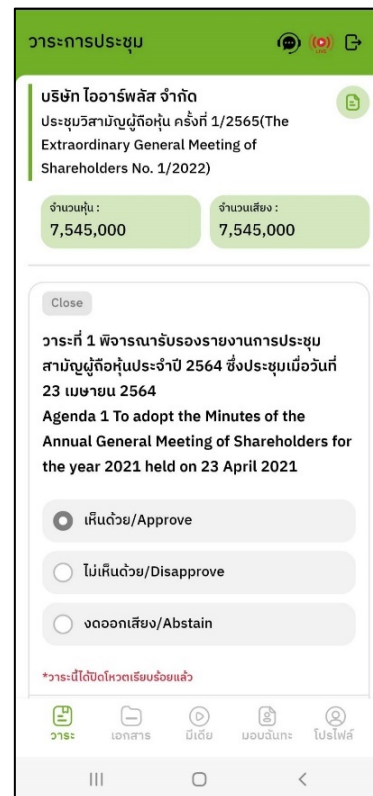 วาระการประชุม
LIVE
บริษัท ไออาร์พลัส จำกัด
ประชุมวิสามัญผู้ถือหุ้น ครั้งที่ 1/2565(The
Extraordinary General Meeting of
Shareholders No. 1/2022)
จำนวนหุ้น :
7,545,000
จำนวนเสียง :
7,545,000
Close
วาระที่ 1 พิจารณารับรองรายงานการประชุม
สามัญผู้ถือหุ้นประจำปี 2564 ซึ่งประชุมเมื่อวันที่
23 เมษายน 2564
Agenda 1 To adopt the Minutes of the
Annual General Meeting of Shareholders for
the year 2021 held on 23 April 2021
เห็นด้วย/Approve
ไม่เห็นด้วย/Disapprove
งดออกเสียง/Abstain
*วาระนี้ได้ปิดโหวตเรียบร้อยแล้ว
วาระ
เอกสาร
มีเดีย
มอบฉันทะ
โปรไฟล์